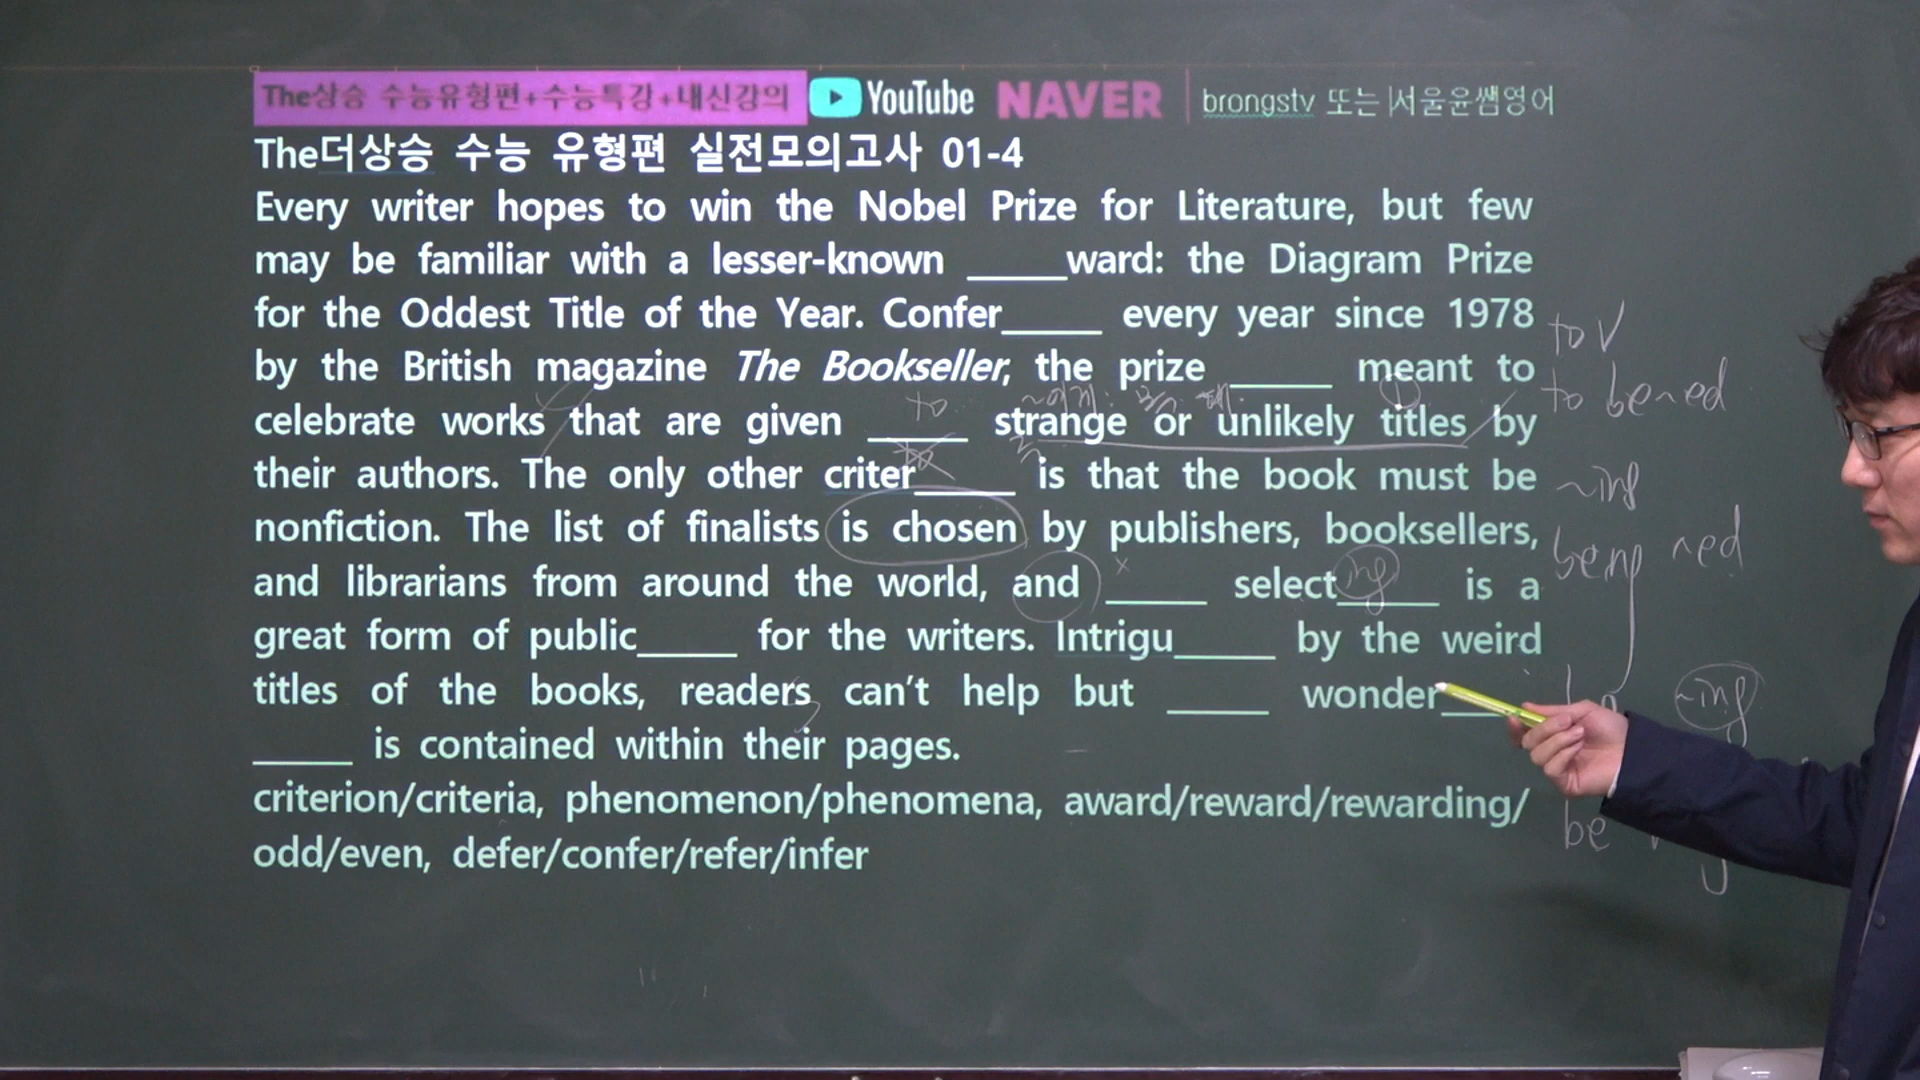 The상승 수능유형편+수능특강+내신강의 YouTube NAVER brongstv 또는 서울윤쌤영어
The더상승 수능 유형편 실전모의고사 01-4
Every writer hopes to win the Nobel Prize for Literature, but few
may be familiar with a lesser-known _____ward: the Diagram Prize
for the Oddest Title of the Year. Confer_____ every year since 1978
to V
by the British magazine The Bookseller, the prize _____ meant to
to be ~ed
to
celebrate works that are given _____ strange or unlikely titles by
their authors. The only other criter_____ is that the book must be
~ing
nonfiction. The list of finalists is chosen by publishers, booksellers,
being ~ed
and librarians from around the world, and _____ select_____ is a
ing
great form of public_____ for the writers. Intrigu_____ by the weird
titles of the books, readers can't help but _____ wonder_____
~ing
_____ is contained within their pages.
criterion/criteria, phenomenon/phenomena, award/reward/rewarding/
be
odd/even, defer/confer/refer/infer